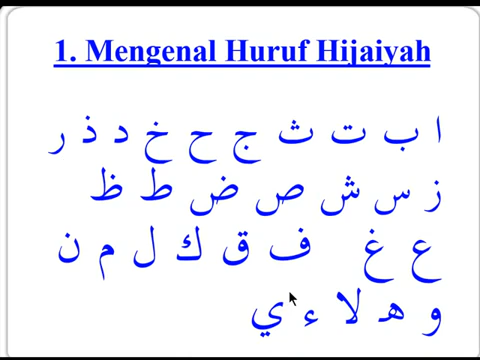 1. Mengenal Huruf Hijaiyah
ا ب ت ث ج ح خ د ذ ر
ز س ش ص ض ط ظ
ع غ ف ق ك ل م ن
و هـ لا ء ي